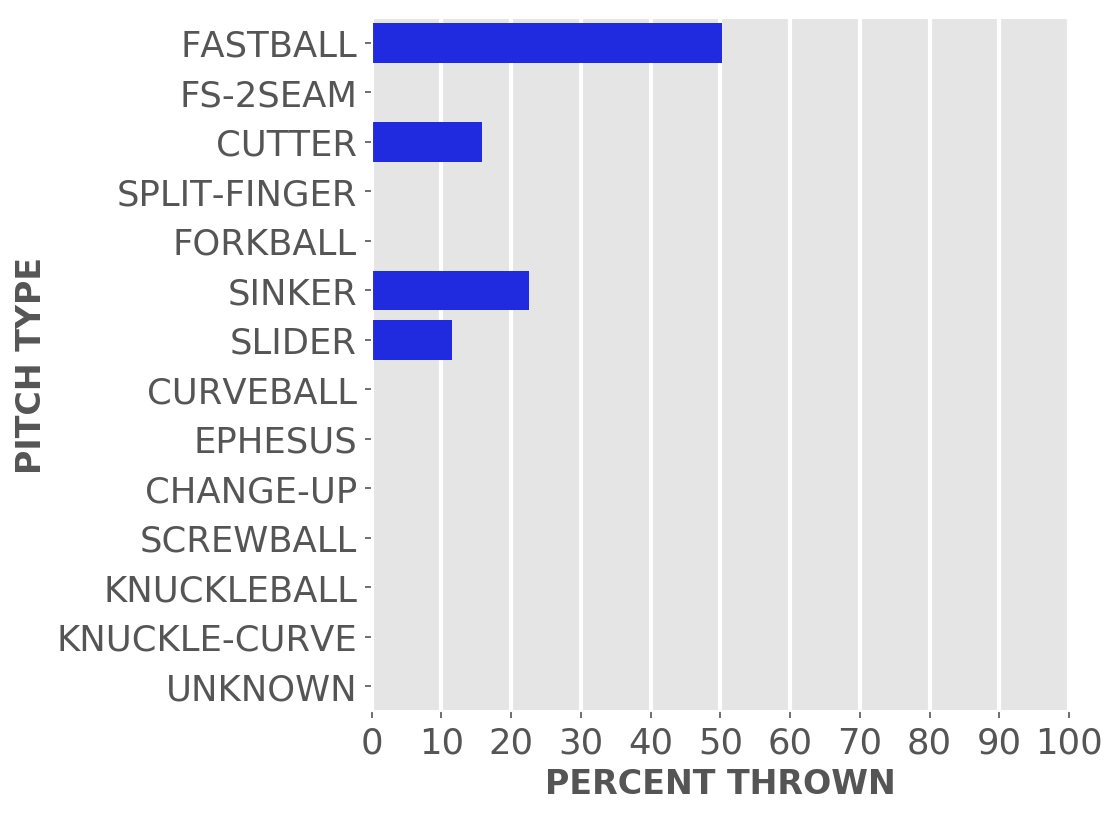 FASTBALL
FS-2SEAM
CUTTER
SPLIT-FINGER
FORKBALL
SINKER
SLIDER
CURVEBALL
EPHESUS
CHANGE-UP
SCREWBALL
KNUCKLEBALL
KNUCKLE-CURVE
UNKNOWN
PITCH TYPE
0 10 20 30 40 50 60 70 80 90 100
PERCENT THROWN